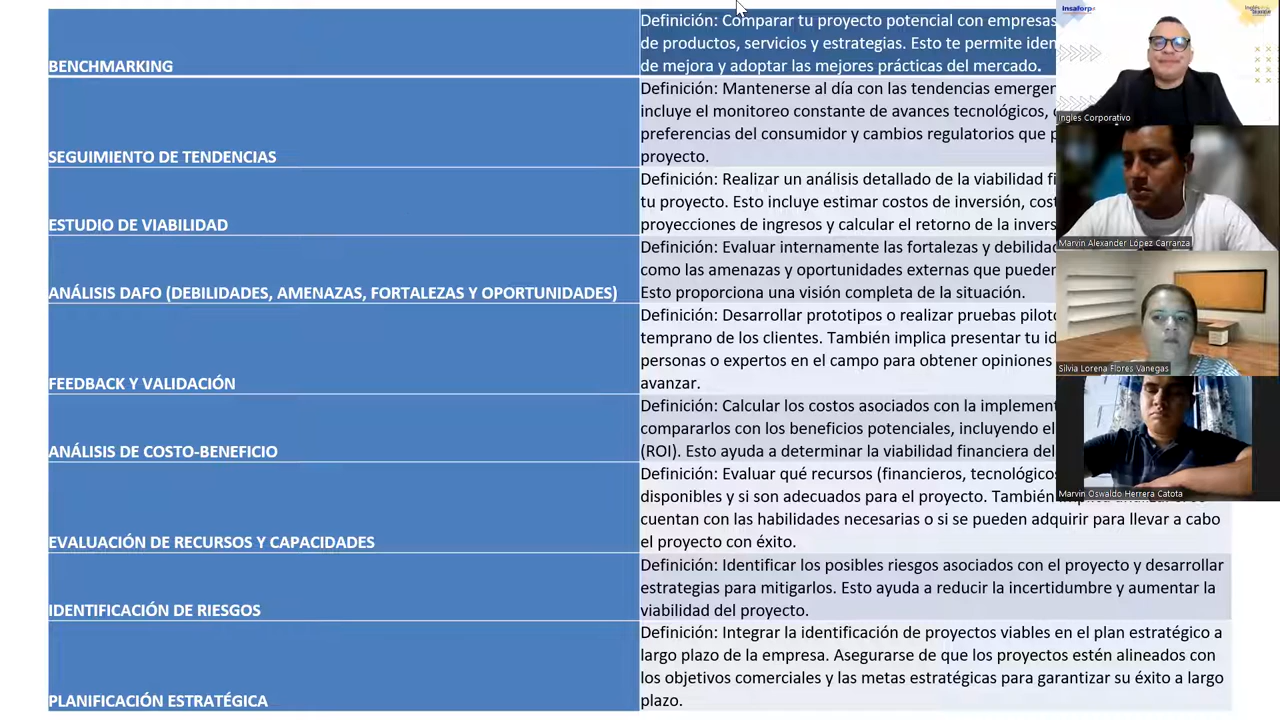 Definición: Comparar tu proyecto potencial con empresas
de productos, servicios y estrategias. Esto te permite
BENCHMARKING
de mejora y adoptar las mejores prácticas del mercado.
Definición: Mantenerse al día con las tendencias
incluye el monitoreo constante de avances tecnológicos,
preferencias del consumidor y cambios regulatorios que
SEGUIMIENTO DE TENDENCIAS
proyecto.
Definición: Realizar un análisis detallado de la viabilidad
tu proyecto. Esto incluye estimar costos de inversión,
ESTUDIO DE VIABILIDAD
proyecciones de ingresos y calcular el retorno de la
Definición: Evaluar internamente las fortalezas y
como las amenazas y oportunidades externas que
ANÁLISIS DAFO (DEBILIDADES, AMENAZAS, FORTALEZAS Y OPORTUNIDADES)
Esto proporciona una visión completa de la situación.
Definición: Desarrollar prototipos o realizar pruebas
temprano de los clientes. También implica presentar tu
personas o expertos en el campo para obtener opiniones
FEEDBACK Y VALIDACIÓN
avanzar.
Definición: Calcular los costos asociados con la
compararlos con los beneficios potenciales, incluyendo el
ANÁLISIS DE COSTO-BENEFICIO
(ROI). Esto ayuda a determinar la viabilidad financiera del
Definición: Evaluar qué recursos (financieros, tecnológicos
disponibles y si son adecuados para el proyecto. También
cuentan con las habilidades necesarias o si se pueden adquirir para llevar a cabo
EVALUACIÓN DE RECURSOS Y CAPACIDADES
el proyecto con éxito.
Definición: Identificar los posibles riesgos asociados con el proyecto y desarrollar
estrategias para mitigarlos. Esto ayuda a reducir la incertidumbre y aumentar la
IDENTIFICACIÓN DE RIESGOS
viabilidad del proyecto.
Definición: Integrar la identificación de proyectos viables en el plan estratégico a
largo plazo de la empresa. Asegurarse de que los proyectos estén alineados con
los objetivos comerciales y las metas estratégicas para garantizar su éxito a largo
PLANIFICACIÓN ESTRATÉGICA
plazo.
insaforp
Ingles Corporativo
Marvin Alexander López Carranza
Silvia Lorena Flores Vanegas
Marvin Oswaldo Herrera Catota